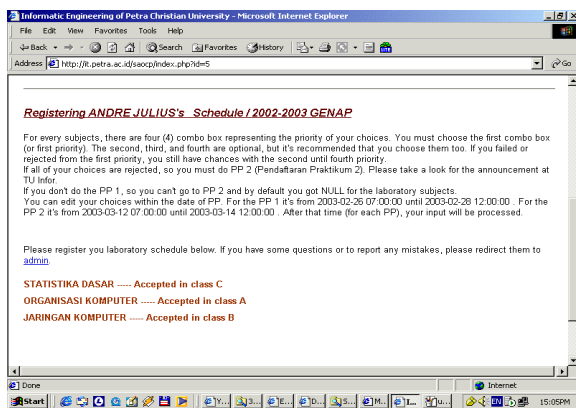 Informatic Engineering of Petra Christian University - Microsoft Internet Explorer
File Edit View Favorites Tools Help
Back Search Favorites History
Address http://it.petra.ac.id/saocp/index.php?id=5 Go
Registering ANDRE JULIUS's Schedule / 2002-2003 GENAP
For every subjects, there are four (4) combo box representing the priority of your choices. You must choose the first combo box
(or first priority). The second, third, and fourth are optional, but it's recommended that you choose them too. If you failed or
rejected from the first priority, you still have chances with the second until fourth priority.
If all of your choices are rejected, so you must do PP 2 (Pendaftaran Praktikum 2). Please take a look for the announcement at
TU Infor.
If you don't do the PP 1, so you can't go to PP 2 and by default you got NULL for the laboratory subjects.
You can edit your choices within the date of PP. For the PP 1 it's from 2003-02-26 07:00:00 until 2003-02-28 12:00:00 . For the
PP 2 it's from 2003-03-12 07:00:00 until 2003-03-14 12:00:00 . After that time (for each PP), your input will be processed.
Please register you laboratory schedule below. If you have some questions or to report any mistakes, please redirect them to
admin.
STATISTIKA DASAR ----- Accepted in class C
ORGANISASI KOMPUTER ----- Accepted in class A
JARINGAN KOMPUTER ----- Accepted in class B
Done Internet
Start Y... 3... E... D... S... M... I... u... EN 15:05PM